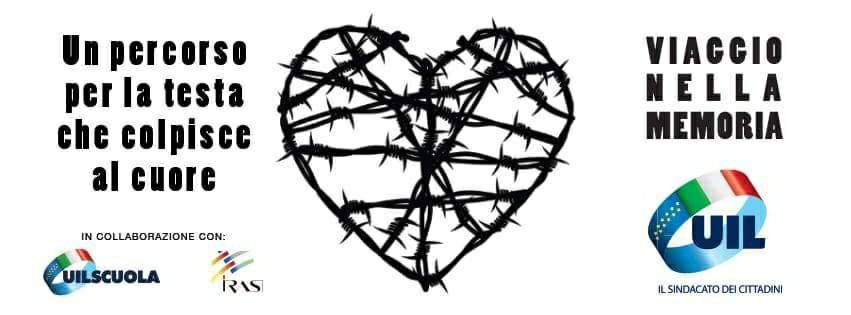 Un percorso
per la testa
che colpisce
al cuore
IN COLLABORAZIONE CON:
UILSCUOLA
IRASE
VIAGGIO
NELLA
MEMORIA
UIL
IL SINDACATO DEI CITTADINI